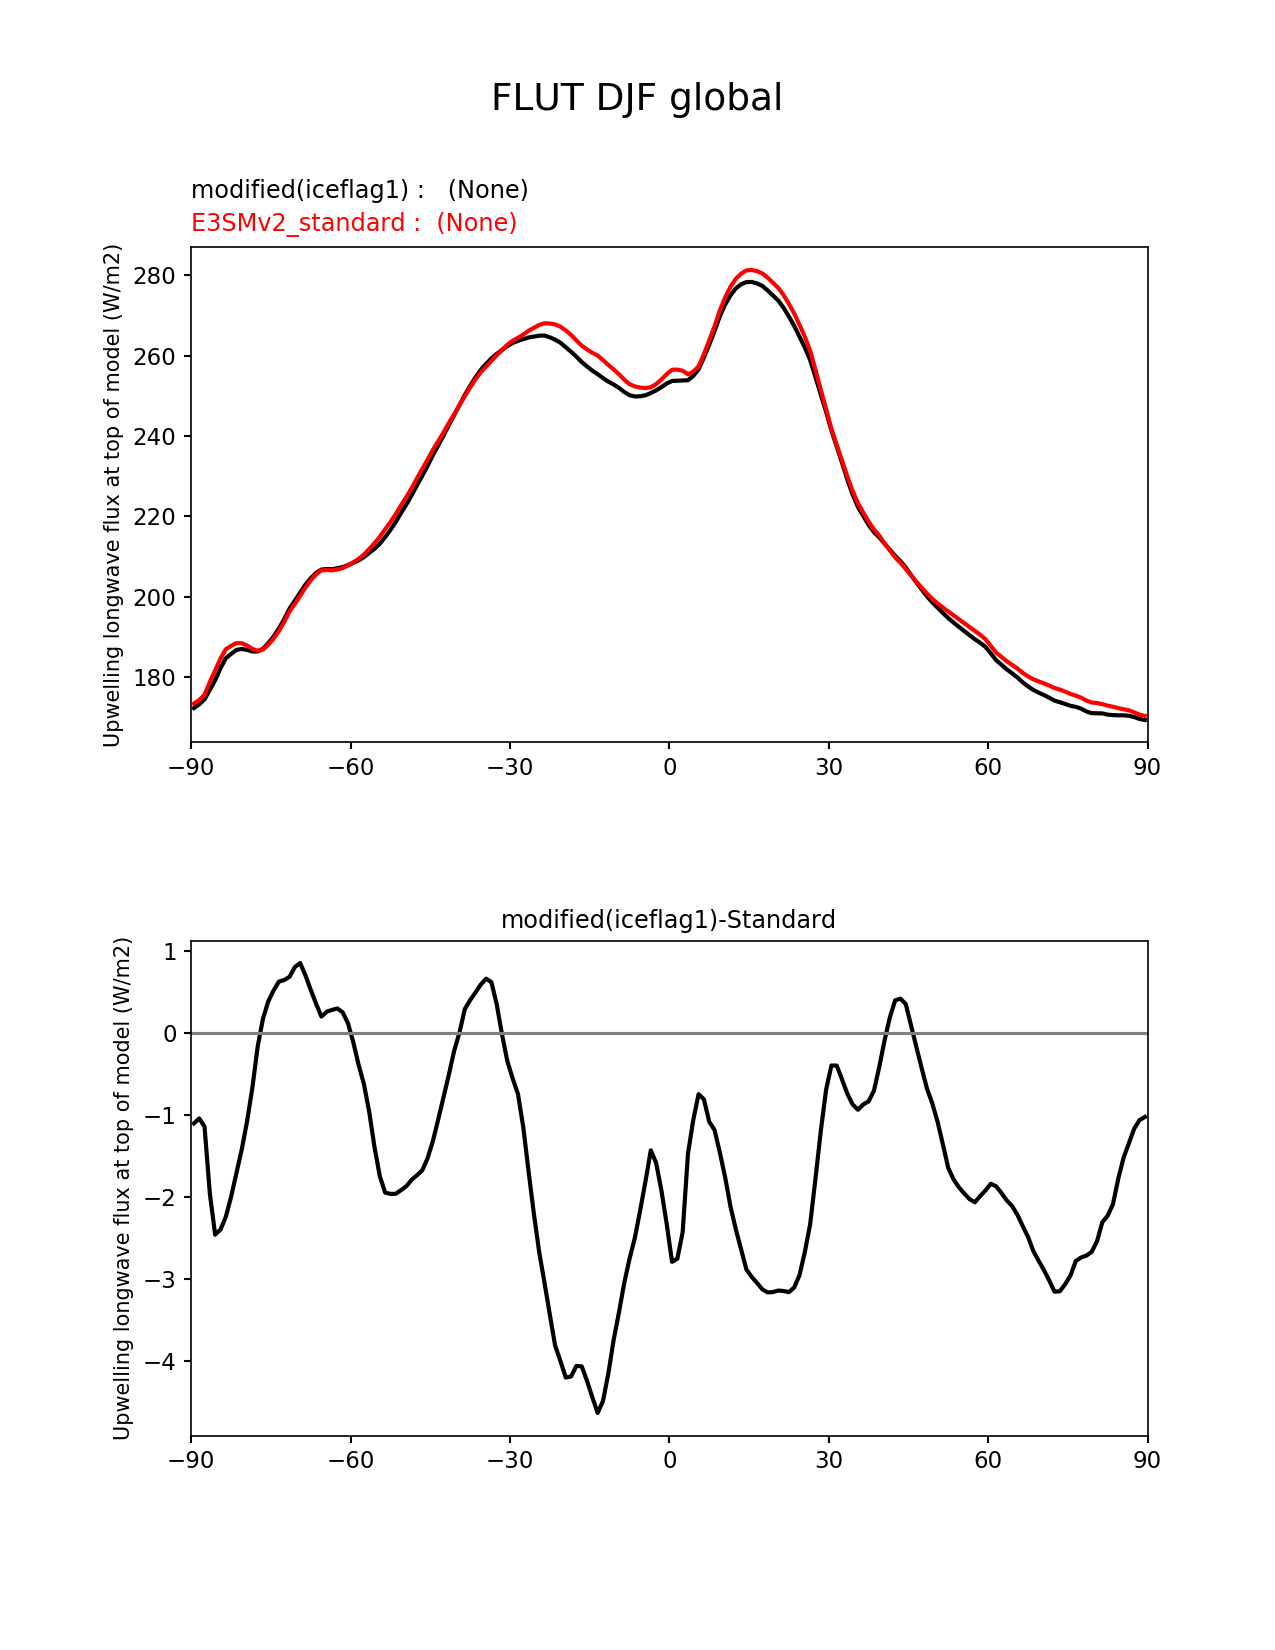 FLUT DJF global
modified(iceflag1) :   (None)
E3SMv2_standard :  (None)
Upwelling longwave flux at top of model (W/m2)
280
260
240
220
200
180
−90 −60 −30 0 30 60 90
modified(iceflag1)-Standard
Upwelling longwave flux at top of model (W/m2)
1
0
−1
−2
−3
−4
−90 −60 −30 0 30 60 90